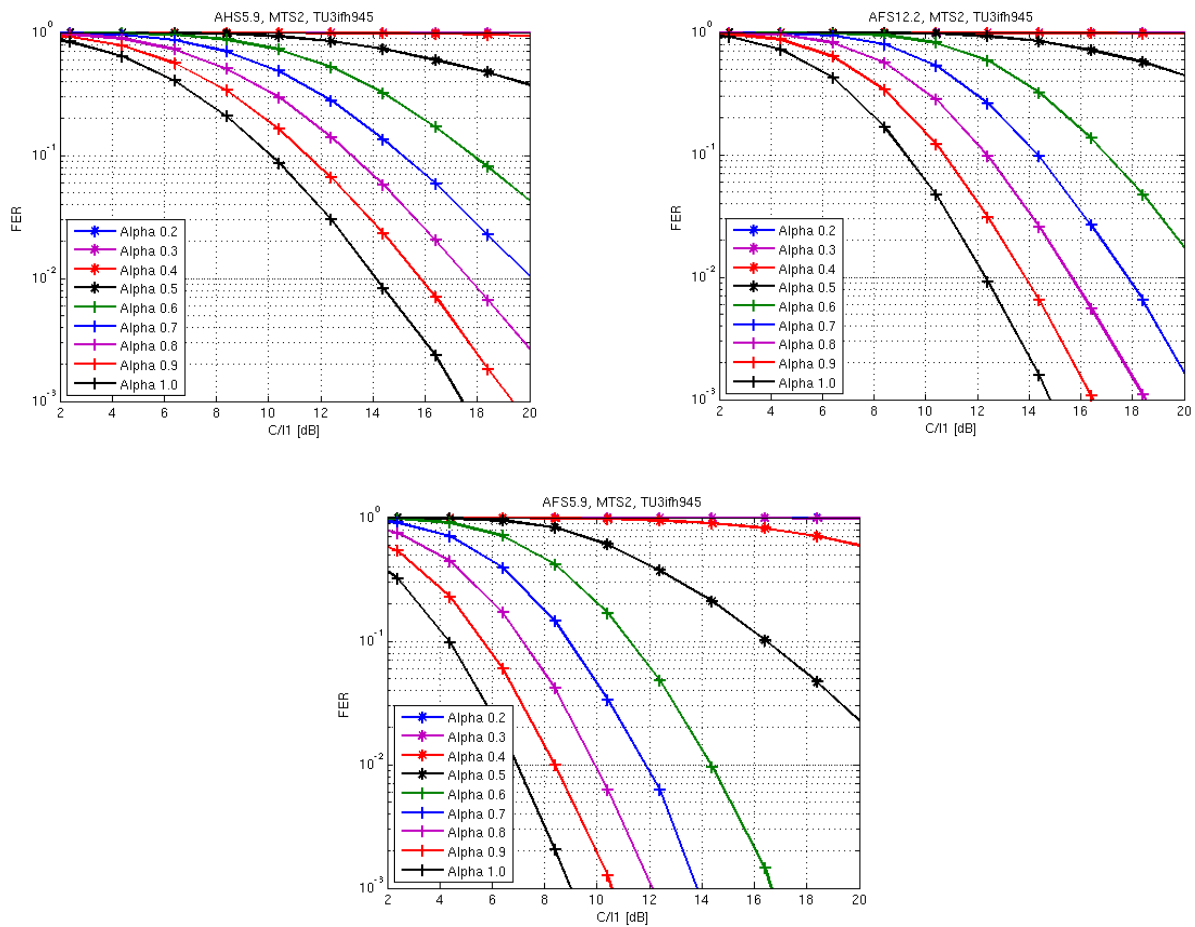 AHS5.9, MTS2, TU3ifh945
10^0
10^-1
10^-2
10^-3
FER
Alpha 0.2
Alpha 0.3
Alpha 0.4
Alpha 0.5
Alpha 0.6
Alpha 0.7
Alpha 0.8
Alpha 0.9
Alpha 1.0
2 4 6 8 10 12 14 16 18 20
C/I1 [dB]
AFS12.2, MTS2, TU3ifh945
10^0
10^-1
10^-2
10^-3
FER
Alpha 0.2
Alpha 0.3
Alpha 0.4
Alpha 0.5
Alpha 0.6
Alpha 0.7
Alpha 0.8
Alpha 0.9
Alpha 1.0
2 4 6 8 10 12 14 16 18 20
C/I1 [dB]
AFS5.9, MTS2, TU3ifh945
10^0
10^-1
10^-2
10^-3
FER
Alpha 0.2
Alpha 0.3
Alpha 0.4
Alpha 0.5
Alpha 0.6
Alpha 0.7
Alpha 0.8
Alpha 0.9
Alpha 1.0
2 4 6 8 10 12 14 16 18 20
C/I1 [dB]